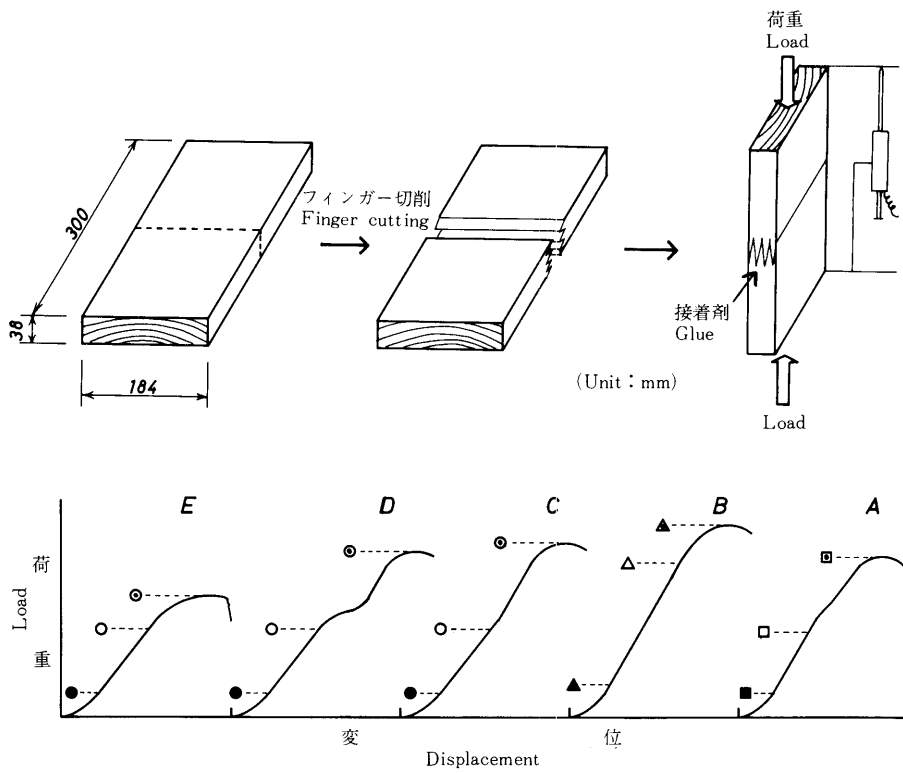 荷重
Load
300
38
184
フィンガー切削
Finger cutting
接着剤
Glue
(Unit：mm)
Load
E
D
C
B
A
荷重
Load
変位
Displacement